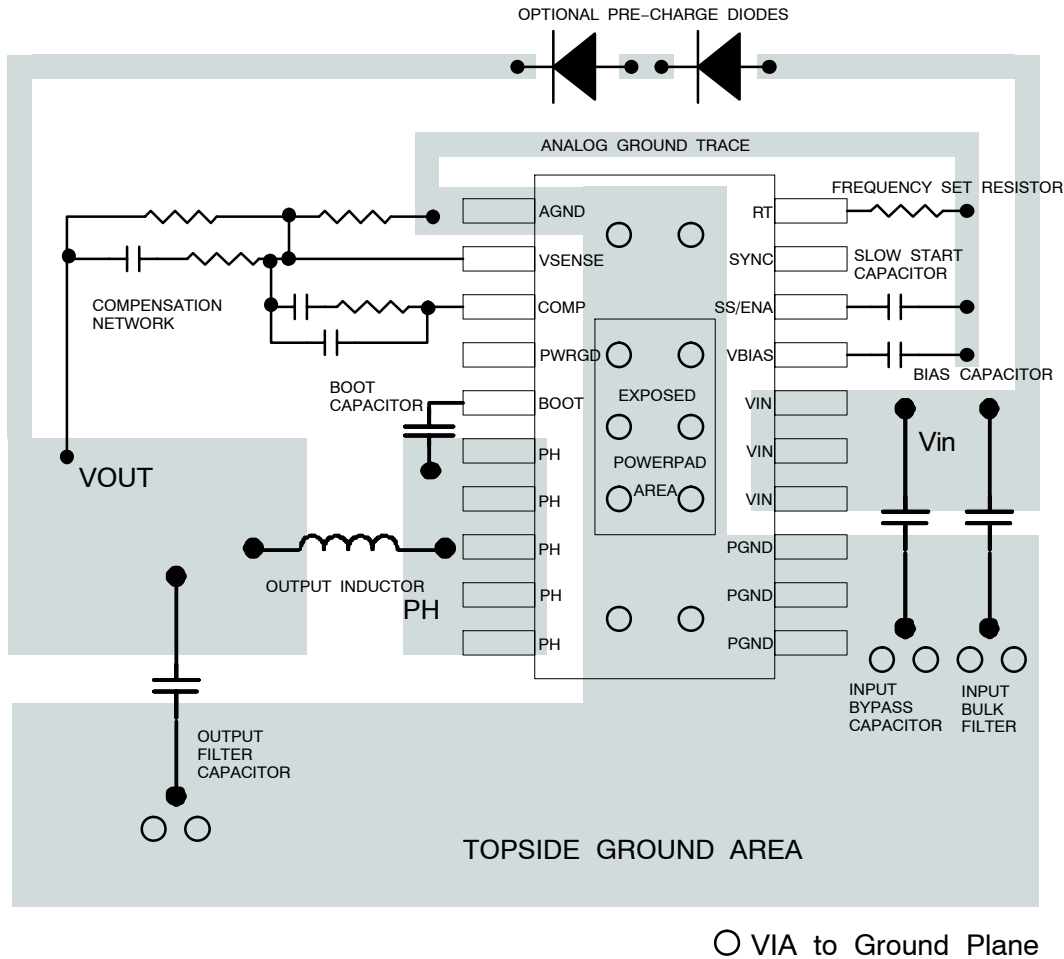 OPTIONAL PRE-CHARGE DIODES
ANALOG GROUND TRACE
FREQUENCY SET RESISTOR
AGND
RT
VSENSE
SYNC
SLOW START
CAPACITOR
COMPENSATION
NETWORK
COMP
SS/ENA
PWRGD
VBIAS
BIAS CAPACITOR
BOOT
CAPACITOR
BOOT
EXPOSED
POWERPAD
AREA
VIN
Vin
PH
VIN
VOUT
PH
VIN
PH
PGND
OUTPUT INDUCTOR
PH
PH
PGND
PH
PGND
INPUT
BYPASS
CAPACITOR
INPUT
BULK
FILTER
OUTPUT
FILTER
CAPACITOR
TOPSIDE GROUND AREA
VIA to Ground Plane